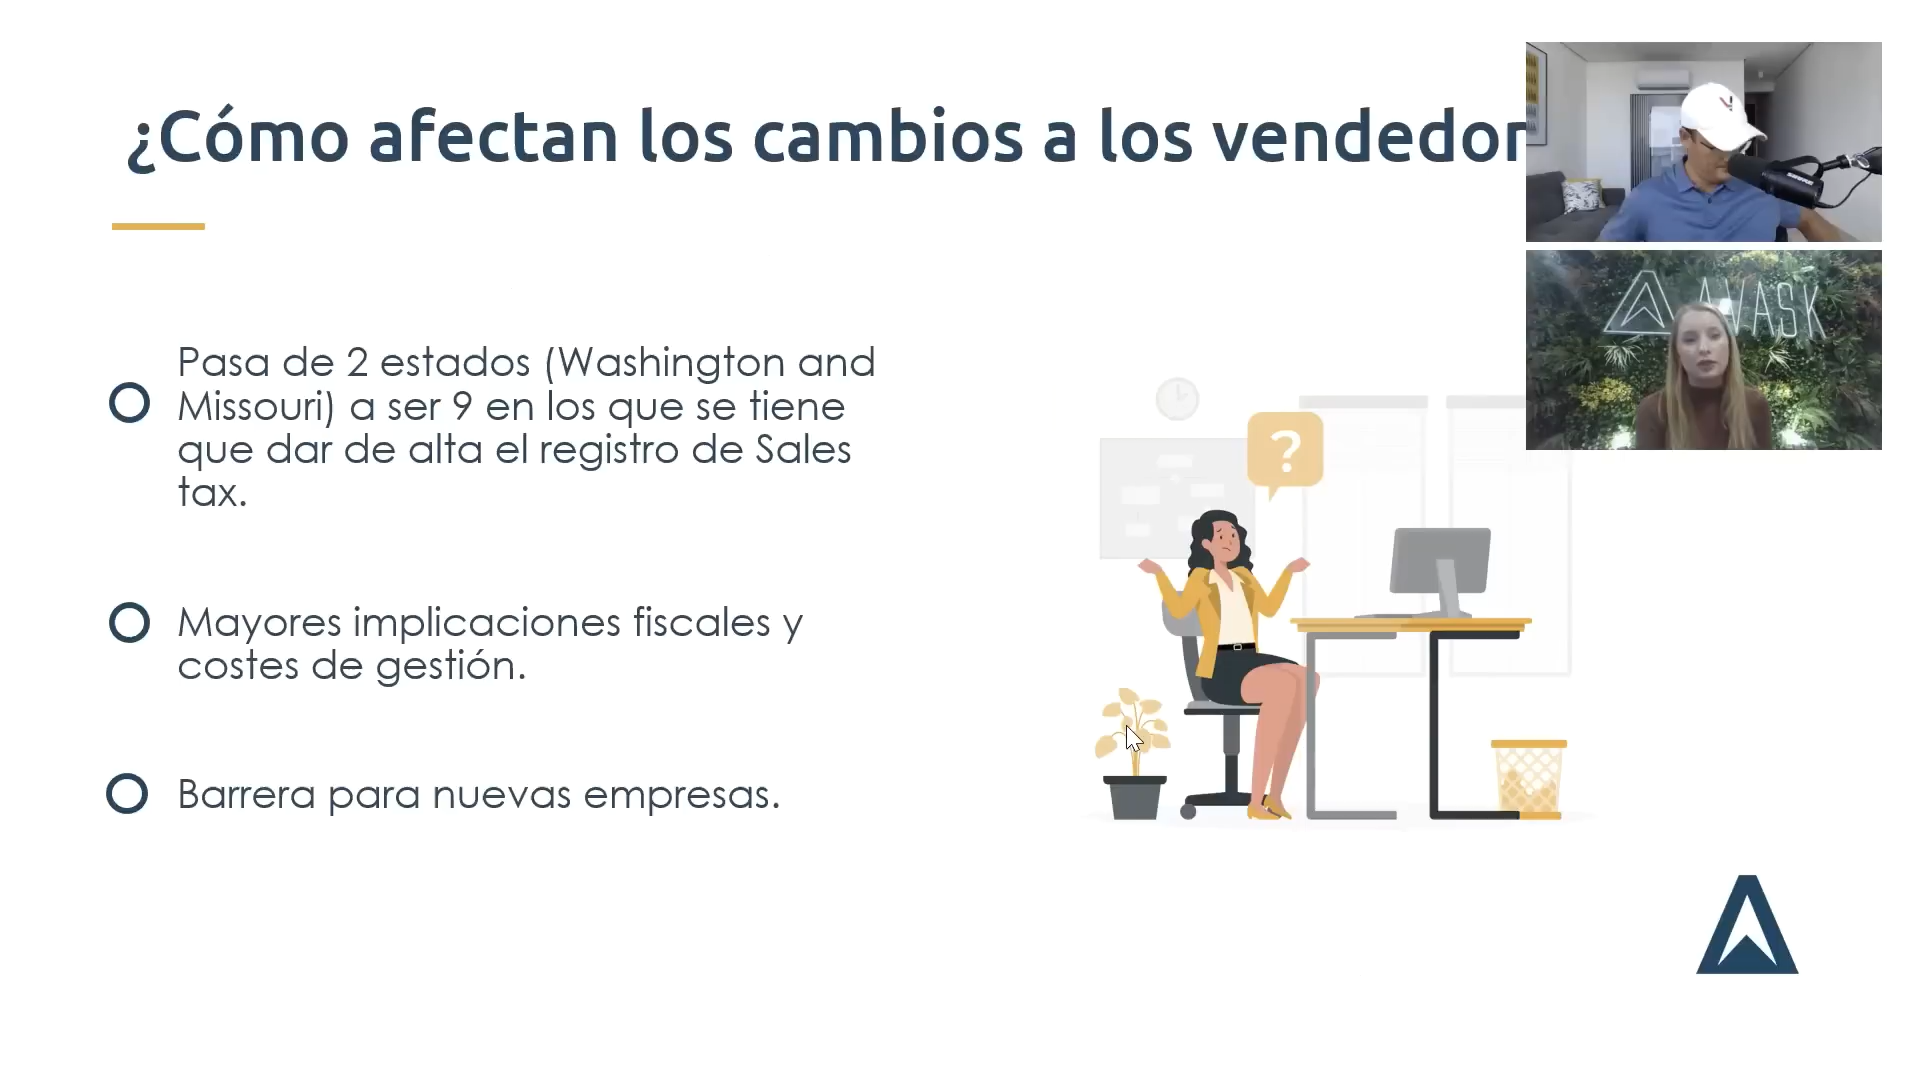 ¿Cómo afectan los cambios a los vendedor
Pasa de 2 estados (Washington and
Missouri) a ser 9 en los que se tiene
que dar de alta el registro de Sales
tax.
Mayores implicaciones fiscales y
costes de gestión.
Barrera para nuevas empresas.
?
AVASK
SHURE